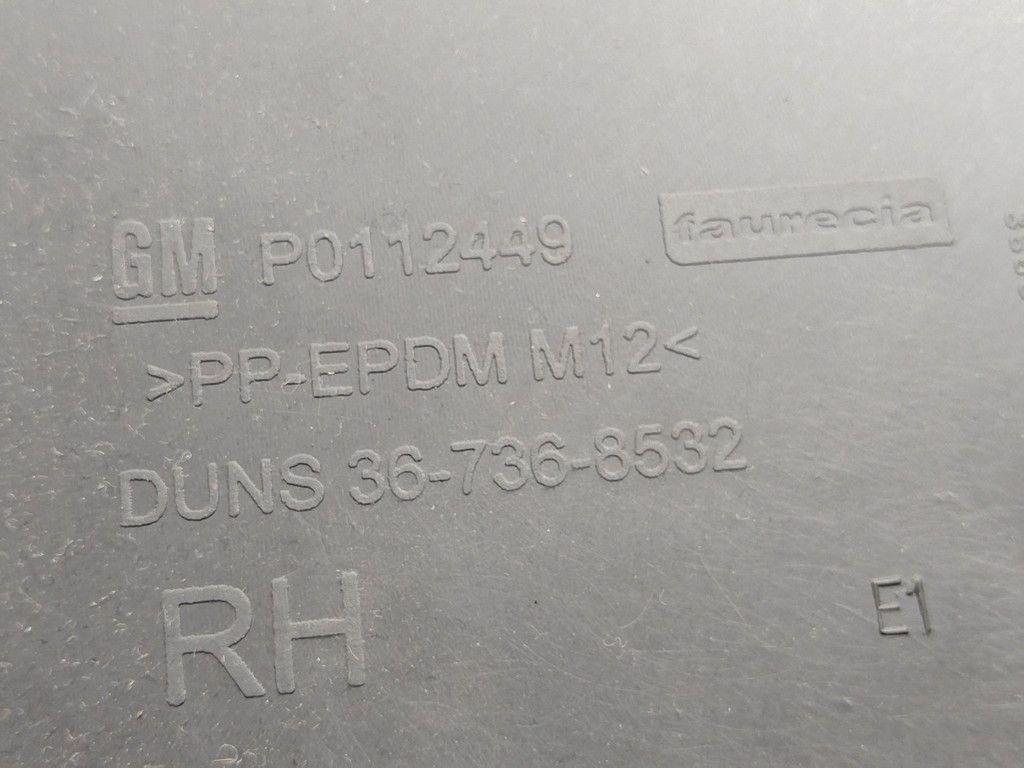 GM P0112449 faurecia
>PP-EPDM M12<
DUNS 36-736-8532
RH
E1